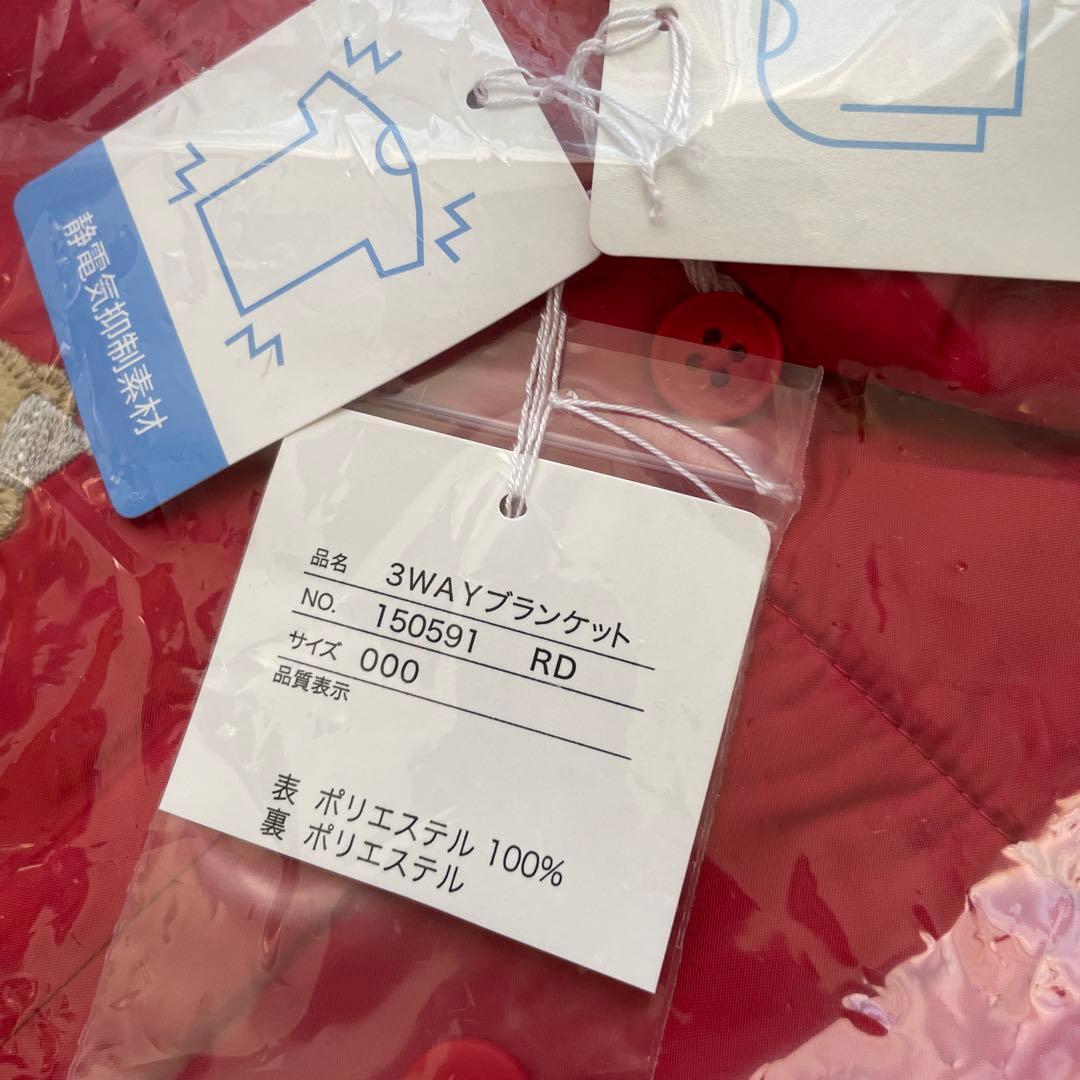 静電気抑制素材
品名 3WAYブランケット
NO. 150591 RD
サイズ 000
品質表示
表 ポリエステル 100%
裏 ポリエステル